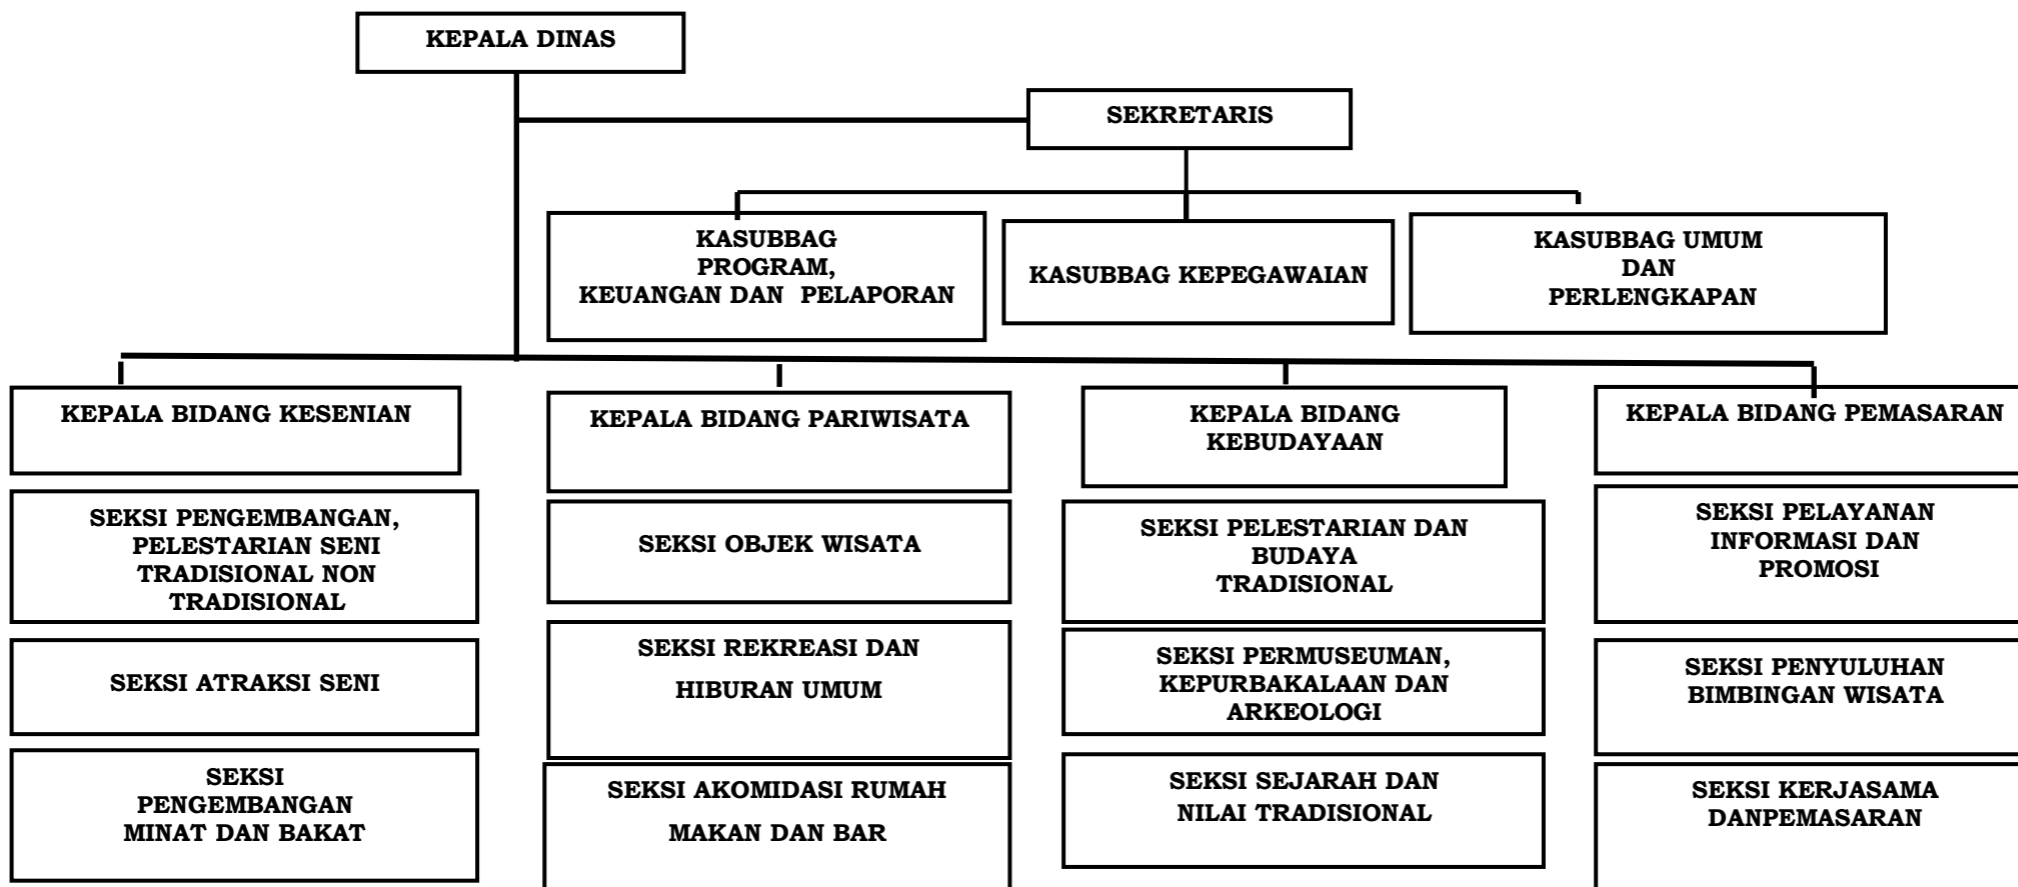 KEPALA DINAS
SEKRETARIS
KASUBBAG
PROGRAM,
KEUANGAN DAN PELAPORAN
KASUBBAG KEPEGAWAIAN
KASUBBAG UMUM
DAN
PERLENGKAPAN
KEPALA BIDANG KESENIAN
KEPALA BIDANG PARIWISATA
KEPALA BIDANG
KEBUDAYAAN
KEPALA BIDANG PEMASARAN
SEKSI PENGEMBANGAN,
PELESTARIAN SENI
TRADISIONAL NON
TRADISIONAL
SEKSI OBJEK WISATA
SEKSI PELESTARIAN DAN
BUDAYA
TRADISIONAL
SEKSI PELAYANAN
INFORMASI DAN
PROMOSI
SEKSI ATRAKSI SENI
SEKSI REKREASI DAN
HIBURAN UMUM
SEKSI PERMUSEUMAN,
KEPURBAKALAAN DAN
ARKEOLOGI
SEKSI PENYULUHAN
BIMBINGAN WISATA
SEKSI
PENGEMBANGAN
MINAT DAN BAKAT
SEKSI AKOMIDASI RUMAH
MAKAN DAN BAR
SEKSI SEJARAH DAN
NILAI TRADISIONAL
SEKSI KERJASAMA
DANPEMASARAN